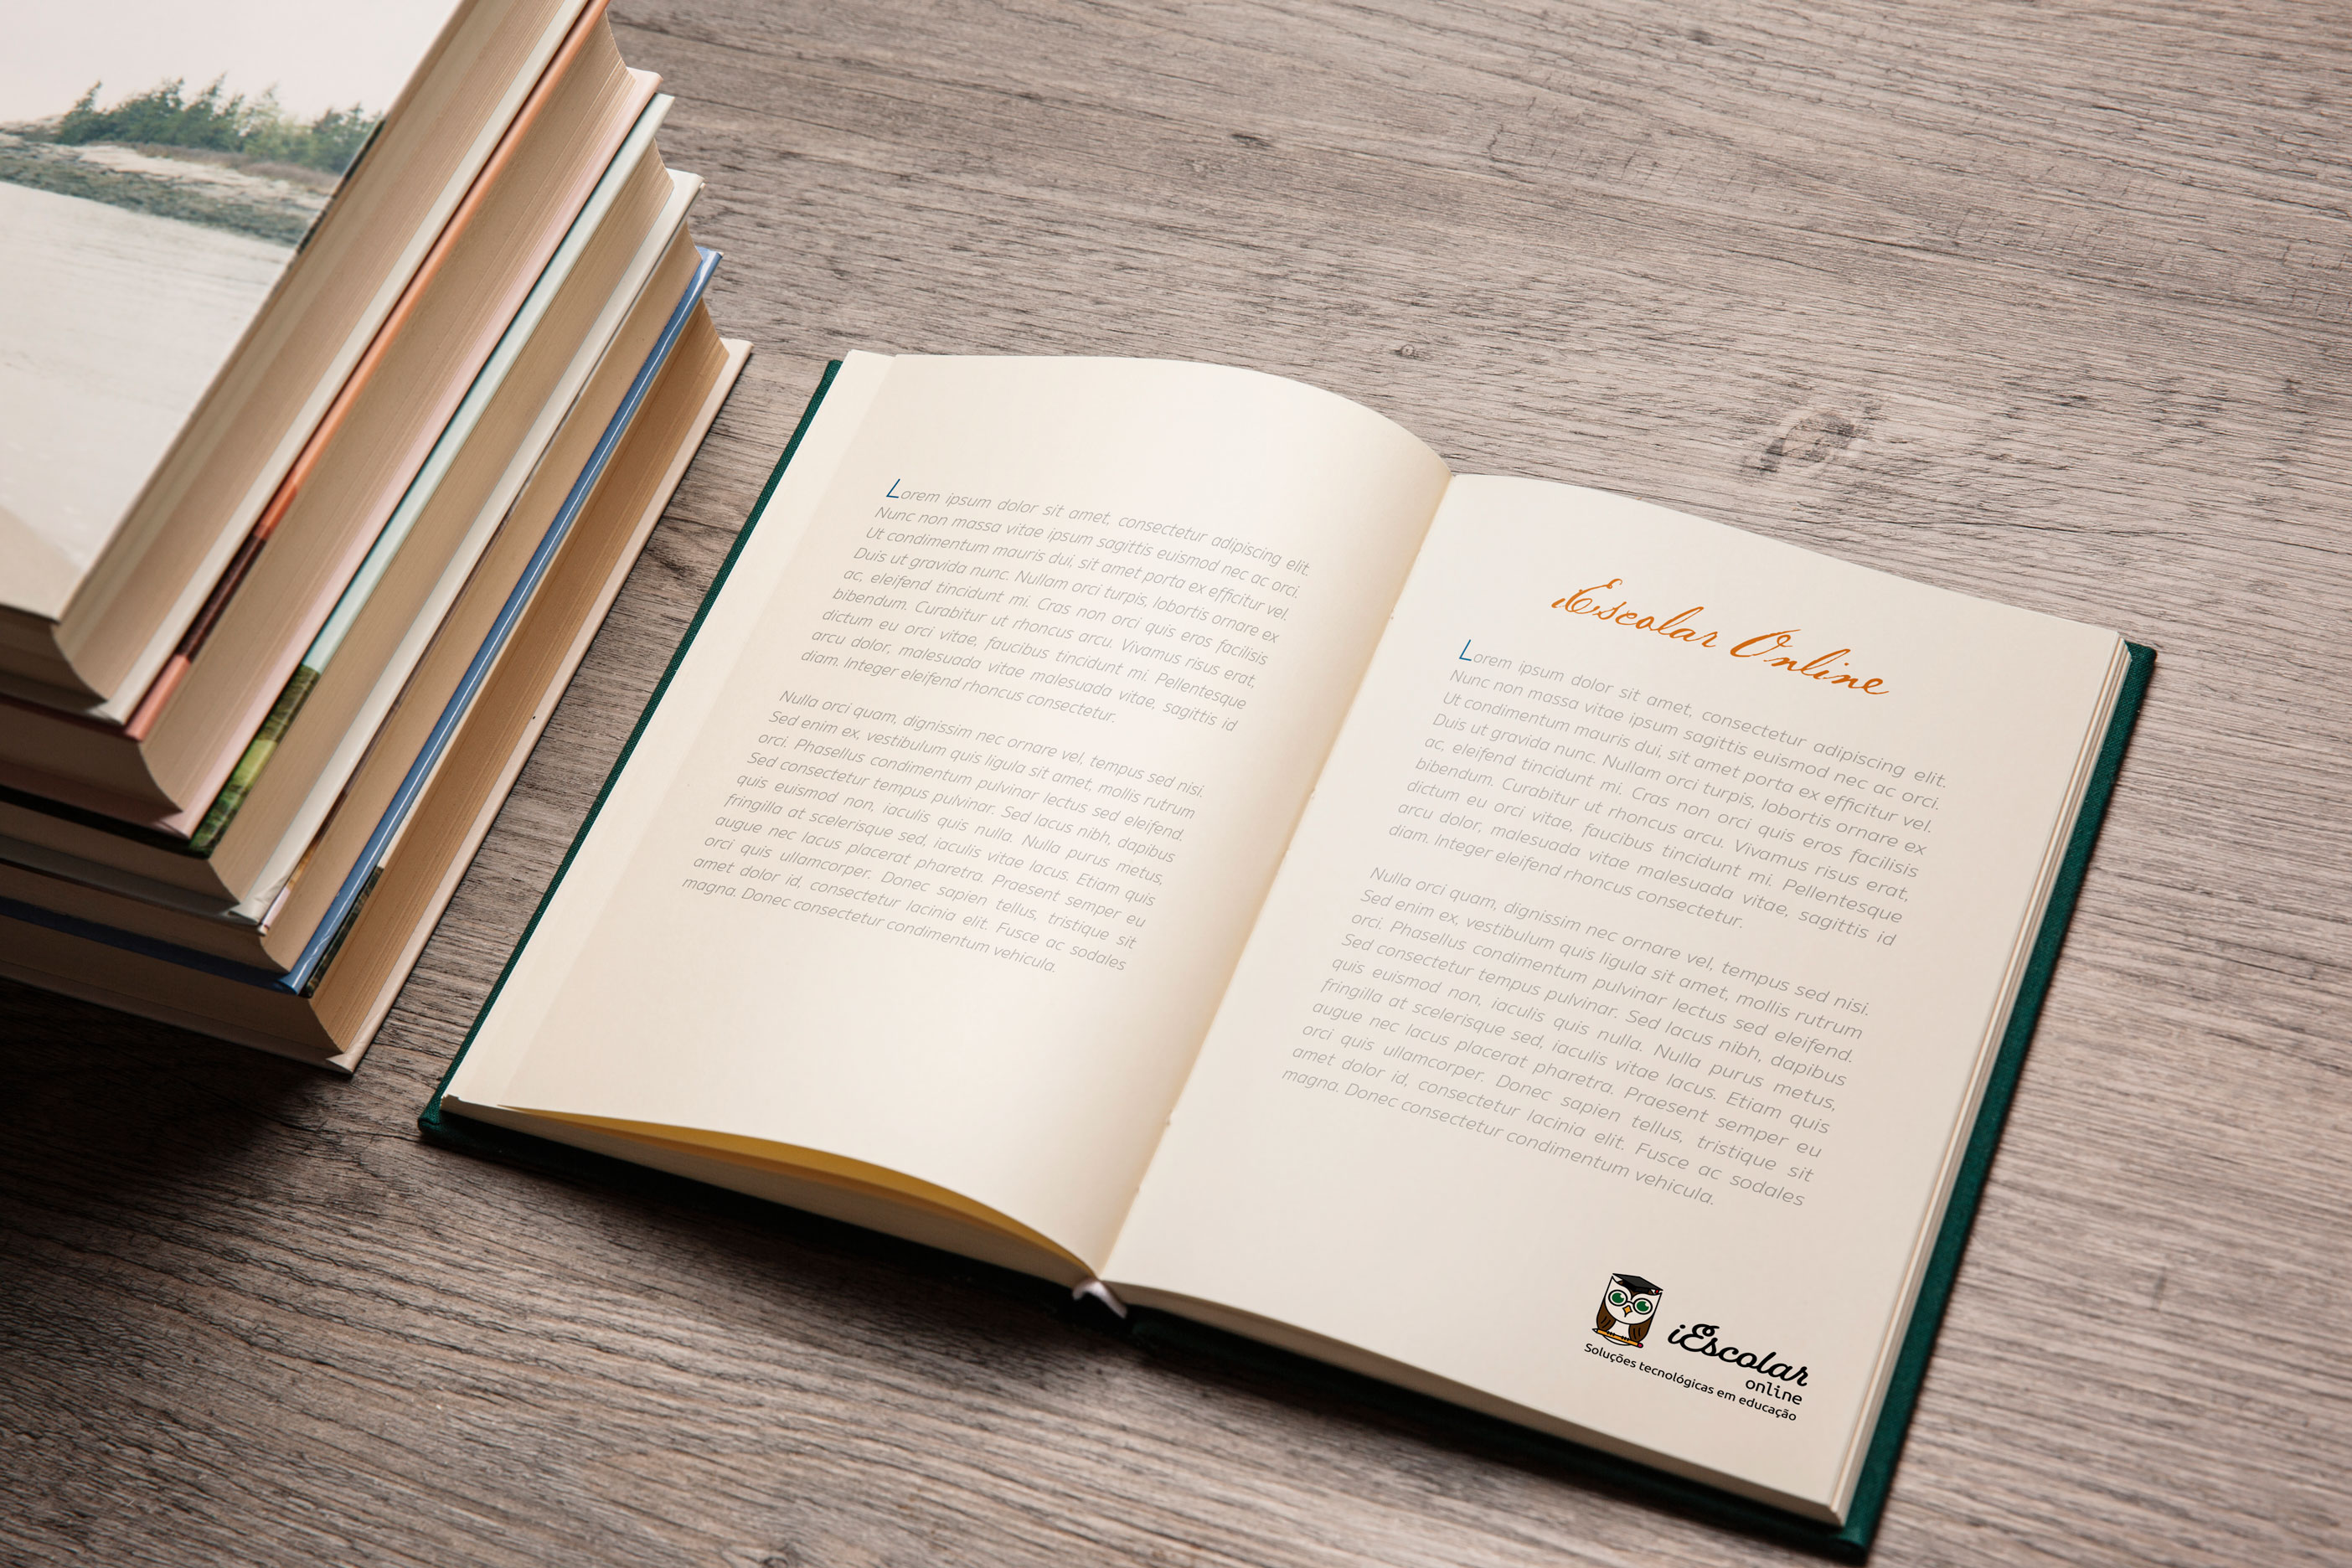 Lorem ipsum dolor sit amet, consectetur adipiscing elit.
Nunc non massa vitae ipsum sagittis euismod nec ac orci.
Ut condimentum mauris dui, sit amet porta ex efficitur vel.
Duis ut gravida nunc. Nullam orci turpis, lobortis ornare ex
ac, eleifend tincidunt mi. Cras non orci quis eros facilisis
bibendum. Curabitur ut rhoncus arcu. Vivamus risus erat,
dictum eu orci vitae, faucibus tincidunt mi. Pellentesque
arcu dolor, malesuada vitae malesuada vitae, sagittis id
diam. Integer eleifend rhoncus consectetur.
Nulla orci quam, dignissim nec ornare vel, tempus sed nisi.
Sed enim ex, vestibulum quis ligula sit amet, mollis rutrum
orci. Phasellus condimentum pulvinar lectus sed eleifend.
Sed consectetur tempus pulvinar. Sed lacus nibh, dapibus
quis euismod non, iaculis quis nulla. Nulla purus metus,
fringilla at scelerisque sed, iaculis vitae lacus. Etiam quis
augue nec lacus placerat pharetra. Praesent semper eu
orci quis ullamcorper. Donec sapien tellus, tristique sit
amet dolor id, consectetur lacinia elit. Fusce ac sodales
magna. Donec consectetur condimentum vehicula.
iEscolar Online
Lorem ipsum dolor sit amet, consectetur adipiscing elit.
Nunc non massa vitae ipsum sagittis euismod nec ac orci.
Ut condimentum mauris dui, sit amet porta ex efficitur vel.
Duis ut gravida nunc. Nullam orci turpis, lobortis ornare ex
ac, eleifend tincidunt mi. Cras non orci quis eros facilisis
bibendum. Curabitur ut rhoncus arcu. Vivamus risus erat,
dictum eu orci vitae, faucibus tincidunt mi. Pellentesque
arcu dolor, malesuada vitae malesuada vitae, sagittis id
diam. Integer eleifend rhoncus consectetur.
Nulla orci quam, dignissim nec ornare vel, tempus sed nisi.
Sed enim ex, vestibulum quis ligula sit amet, mollis rutrum
orci. Phasellus condimentum pulvinar lectus sed eleifend.
Sed consectetur tempus pulvinar. Sed lacus nibh, dapibus
quis euismod non, iaculis quis nulla. Nulla purus metus,
fringilla at scelerisque sed, iaculis vitae lacus. Etiam quis
augue nec lacus placerat pharetra. Praesent semper eu
orci quis ullamcorper. Donec sapien tellus, tristique sit
amet dolor id, consectetur lacinia elit. Fusce ac sodales
magna. Donec consectetur condimentum vehicula.
iEscolar
online
Soluções tecnológicas em educação